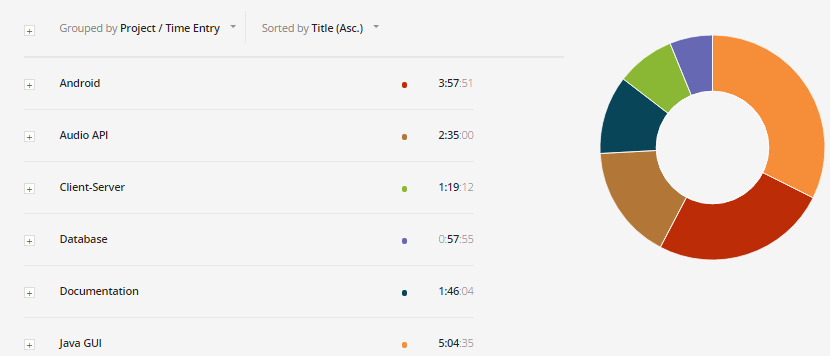 Grouped by Project / Time Entry Sorted by Title (Asc.)
Android 3:57:51
Audio API 2:35:00
Client-Server 1:19:12
Database 0:57:55
Documentation 1:46:04
Java GUI 5:04:35